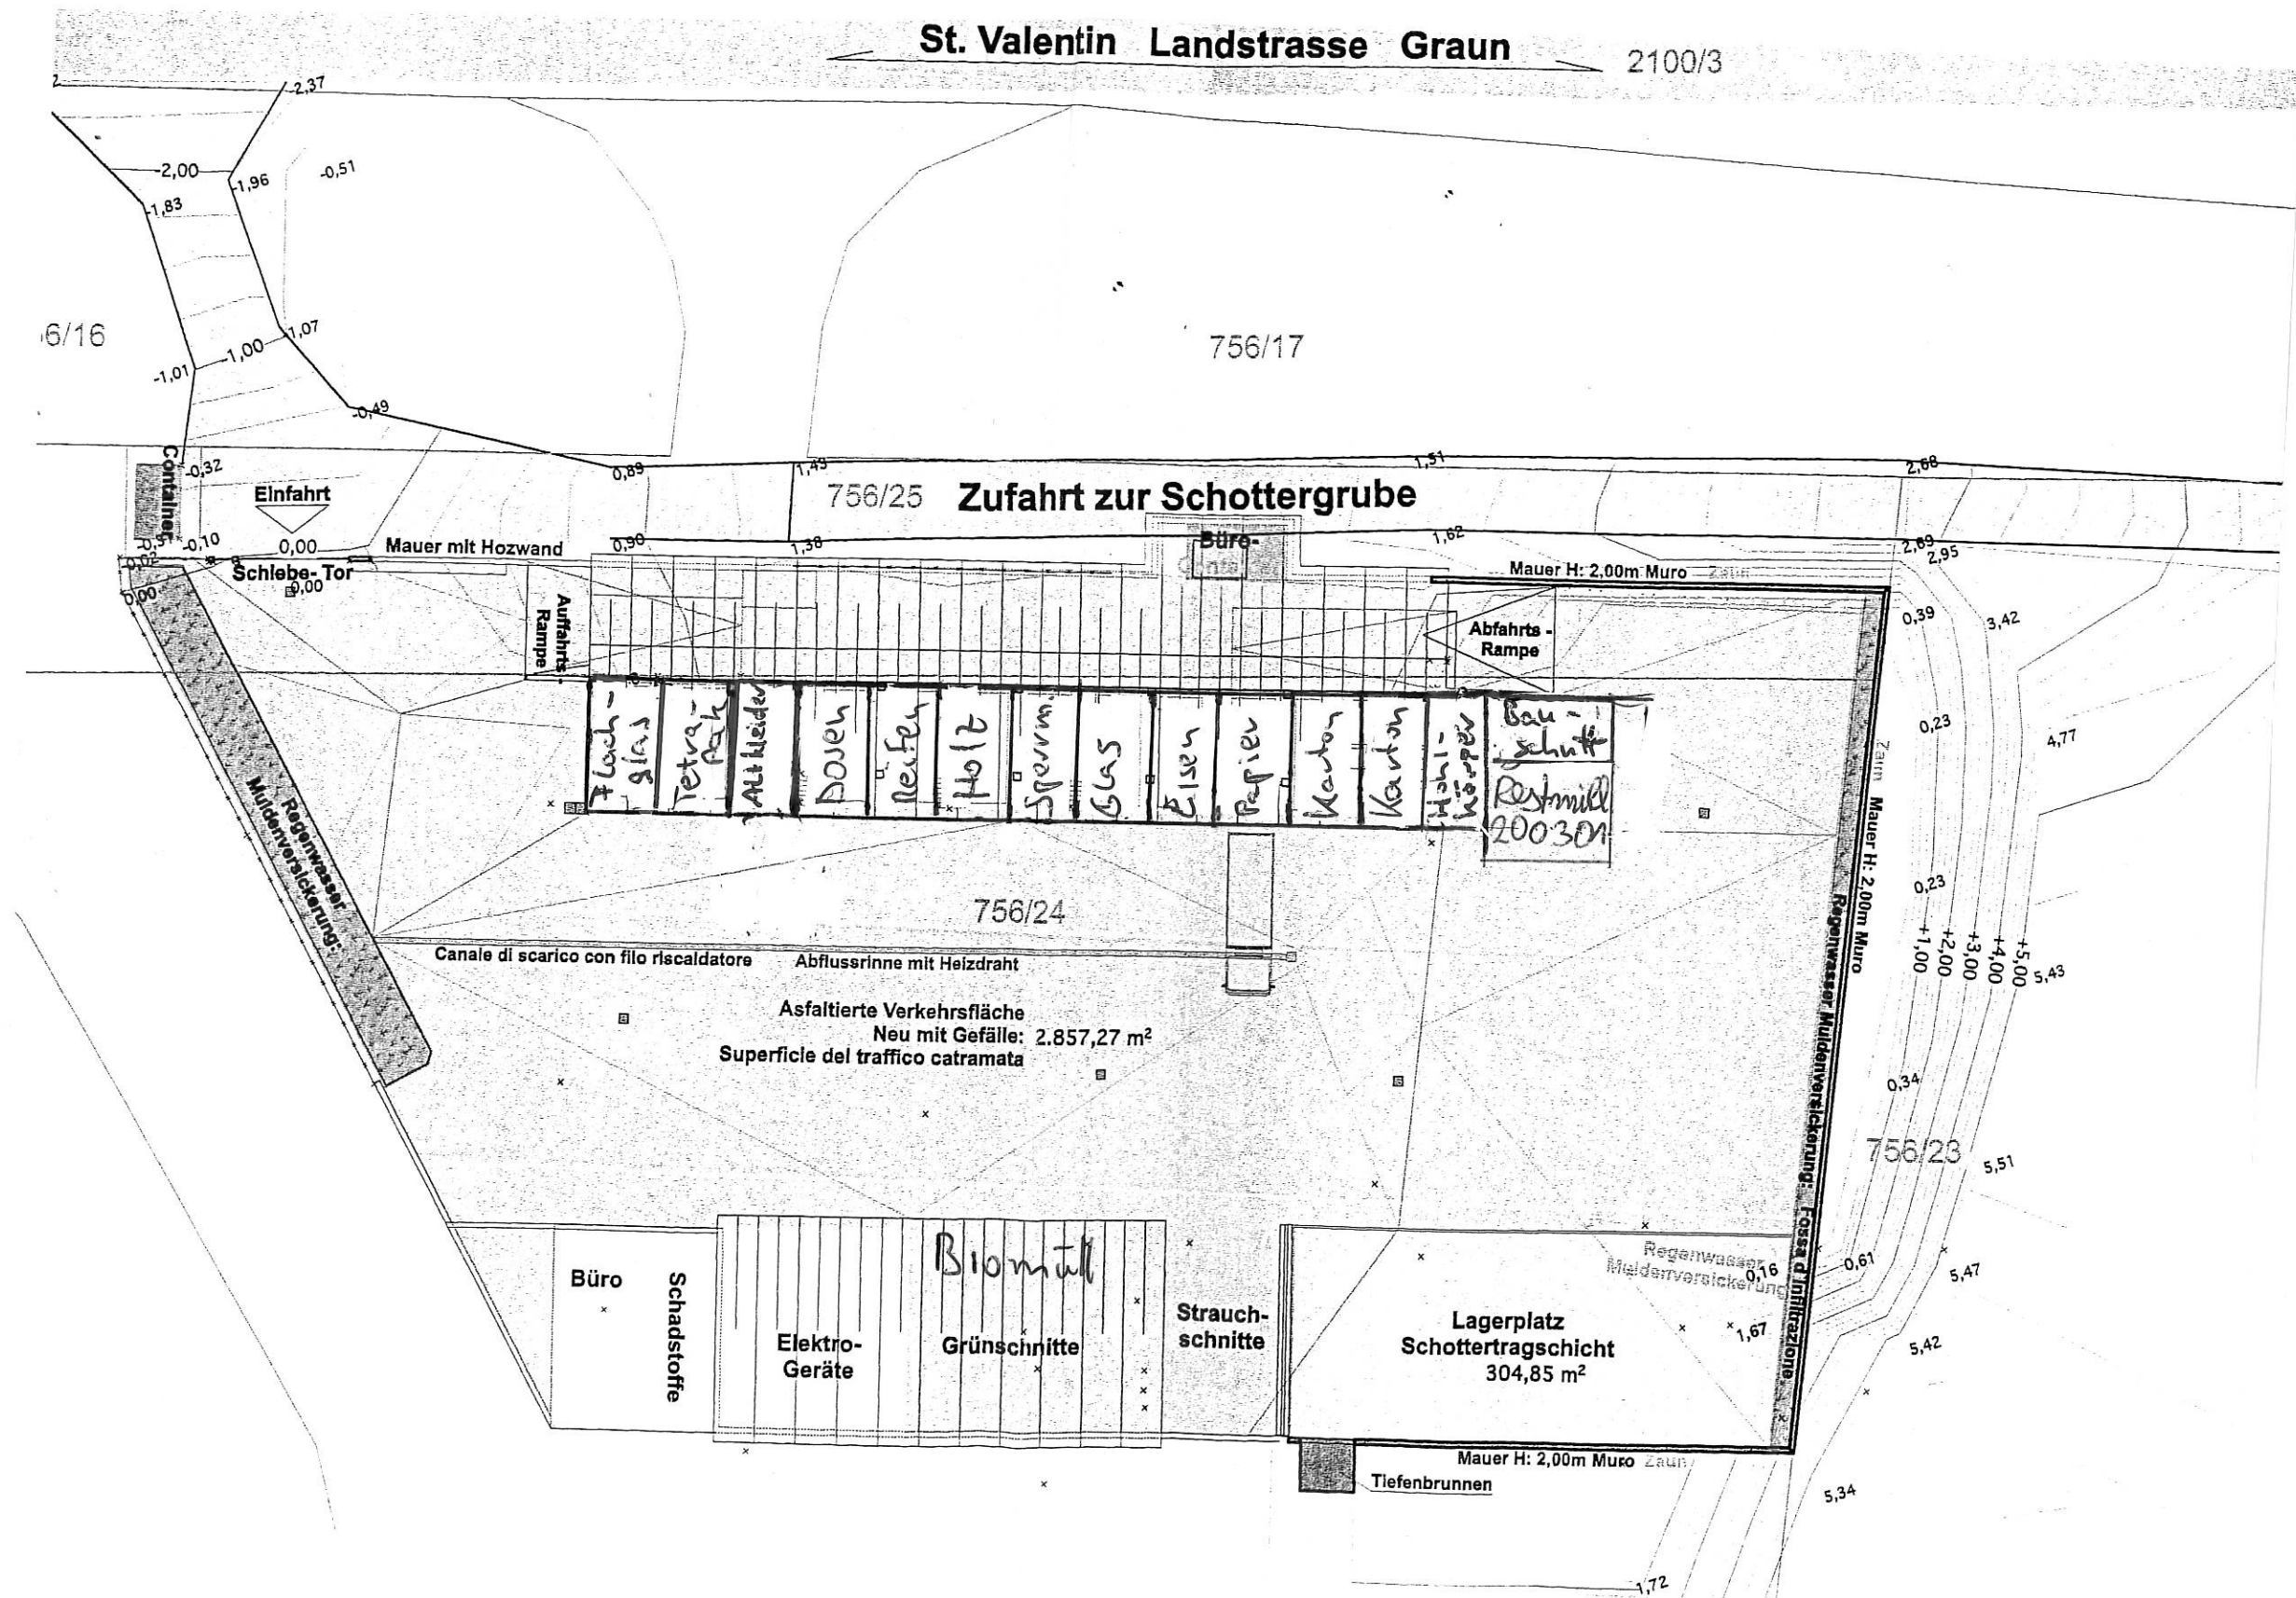 St. Valentin Landstrasse Graun
2100/3
2
-2,37
-2,00
-1,96
-0,51
-1,83
6/16
1,07
-1,00
-1,01
756/17
-0,49
Container
-0,32
Einfahrt
0,89
1,43
756/25
Zufahrt zur Schottergrube
1,51
2,68
-0,10
0,00
Mauer mit Hozwand
0,90
1,38
Büro-
1,62
2,69
2,95
Schiebe-Tor
0,00
0,00
Mauer H: 2,00m Muro Zaun
Auffahrts-
Rampe
Abfahrts -
Rampe
0,39
3,42
Flach-
glas
Tetra-
Pak
Altkleider
Dosen
Reifen
Holz
Sperrm.
Glas
Eisen
Papier
Karton
Karton
Hohl-
körper
Bau-
schutt
Restmüll
200301
0,23
4,77
Zaun Mauer H: 2,00m Muro
Regenwasser
Muldenversickerung:
756/24
0,23
Canale di scarico con filo riscaldatore
Abflussrinne mit Heizdraht
+1,00
+2,00
+3,00
+4,00
+5,00
5,43
Asfaltierte Verkehrsfläche
Neu mit Gefälle: 2.857,27 m²
Superficie del traffico catramata
Regenwasser Muldenversickerung: Fossa d'infiltrazione
0,34
756/23
5,51
Biomüll
Büro
Schadstoffe
Elektro-
Geräte
Grünschnitte
Strauch-
schnitte
Regenwasser
Muldenversickerung
0,16
0,61
5,47
Lagerplatz
Schottertragschicht
304,85 m²
1,67
5,42
Mauer H: 2,00m Muro Zaun
Tiefenbrunnen
5,34
1,72